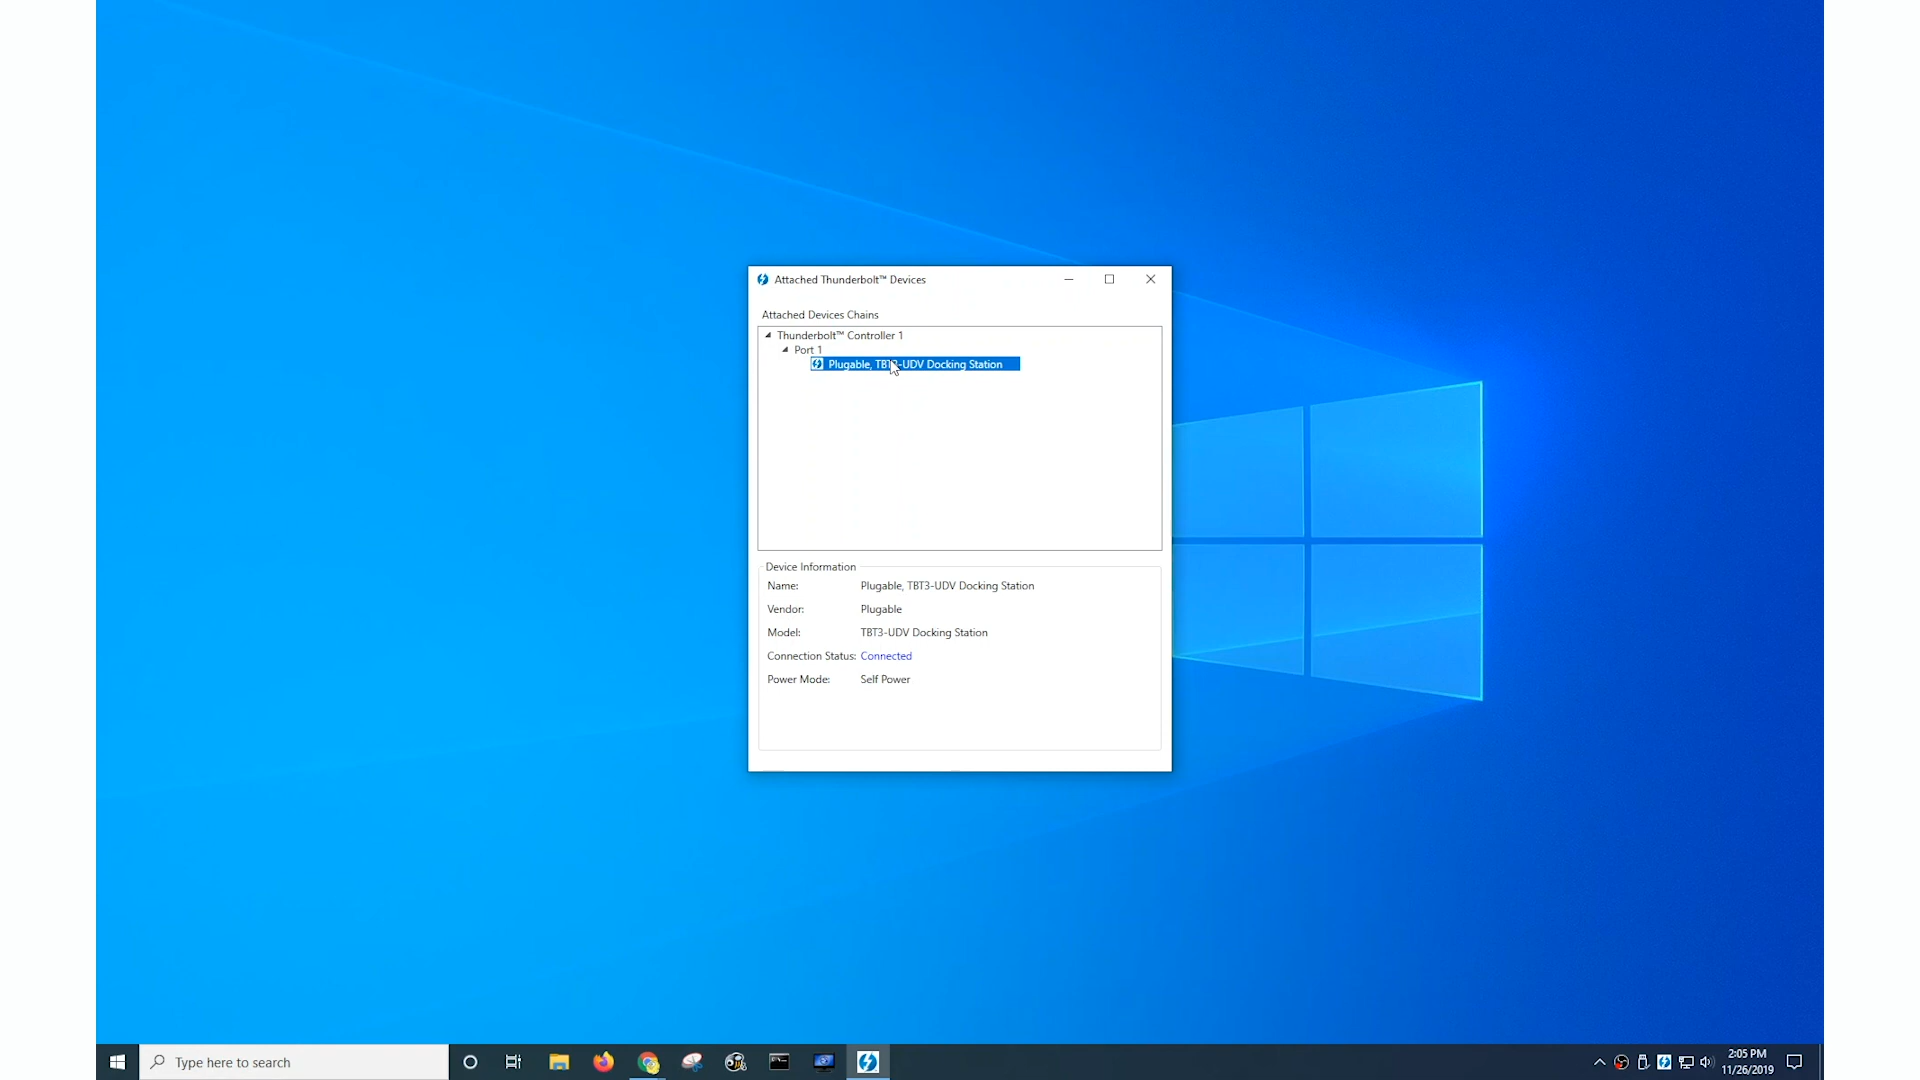 Attached Thunderbolt™ Devices
Attached Devices Chains
Thunderbolt™ Controller 1
Port 1
Plugable, TBT3-UDV Docking Station
Device Information
Name: Plugable, TBT3-UDV Docking Station
Vendor: Plugable
Model: TBT3-UDV Docking Station
Connection Status: Connected
Power Mode: Self Power
Type here to search
2:05 PM
11/26/2019